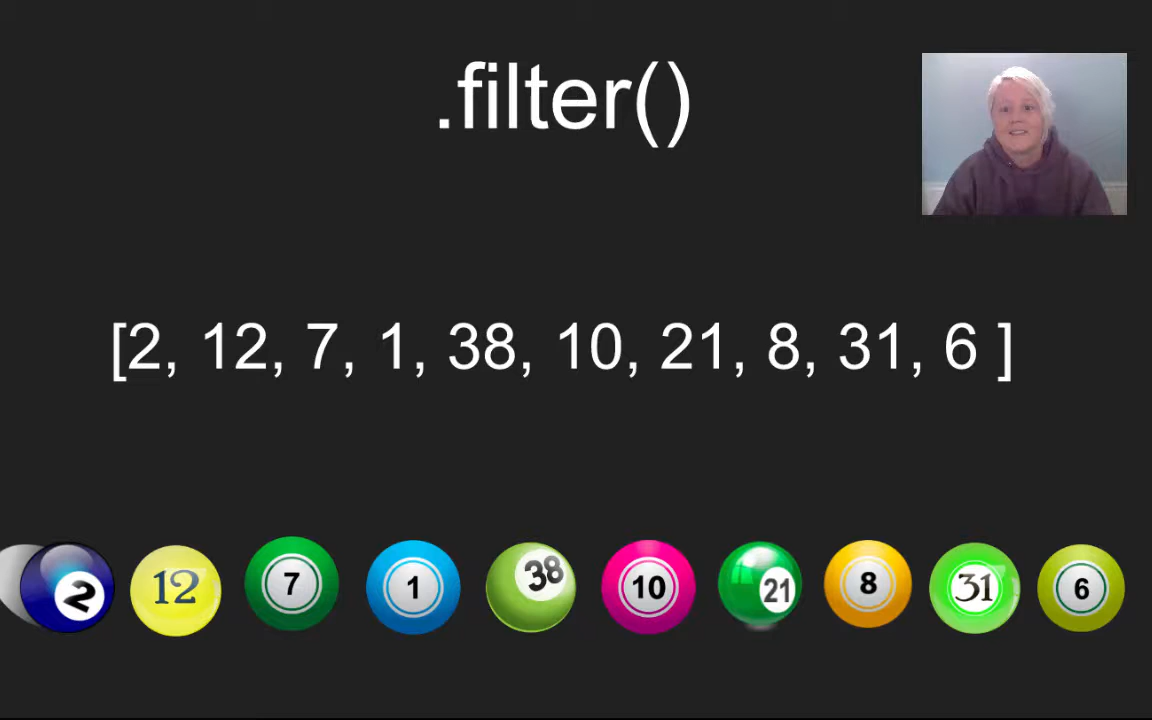 .filter()
[2, 12, 7, 1, 38, 10, 21, 8, 31, 6 ]
2 12 7 1 38 10 21 8 31 6